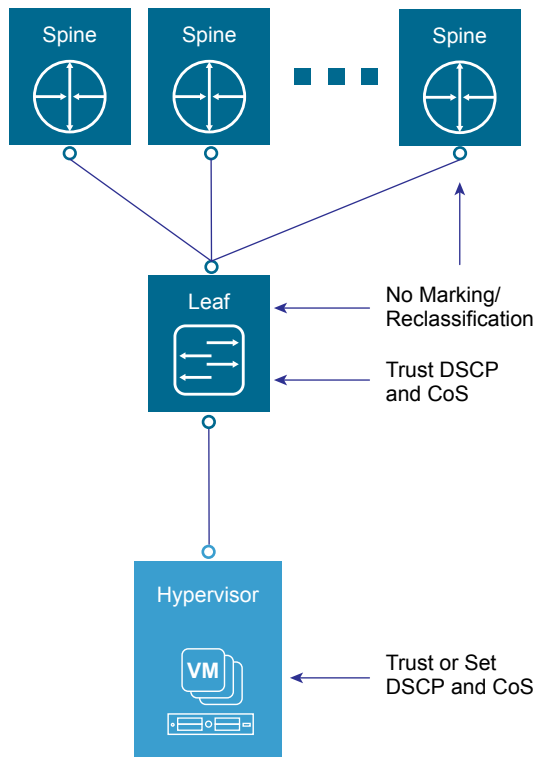 Spine
Spine
Spine
Leaf
No Marking/
Reclassification
Trust DSCP
and CoS
Hypervisor
VM
Trust or Set
DSCP and CoS